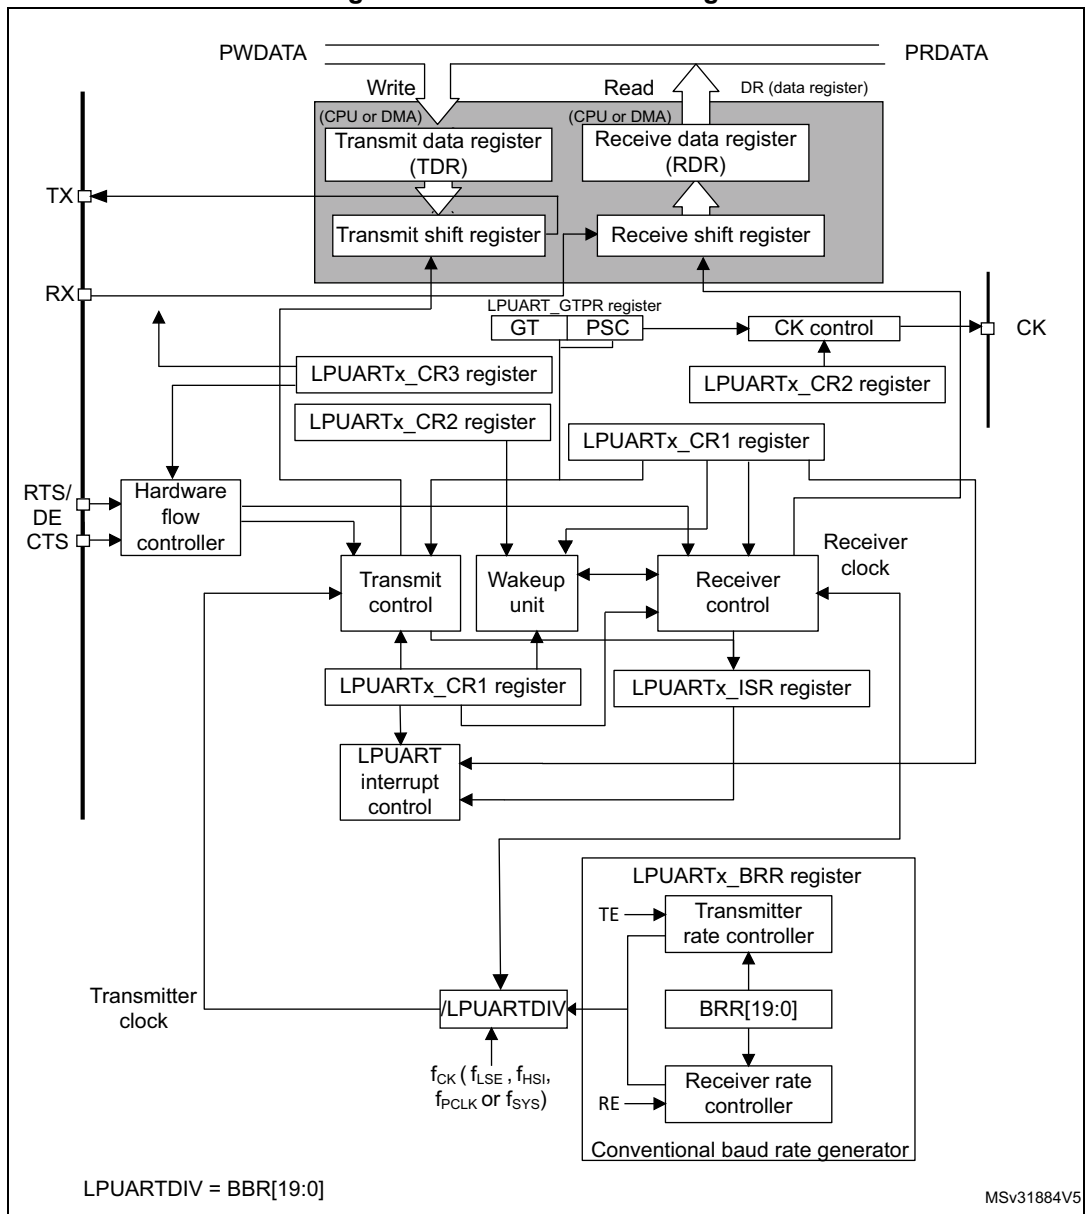 PWDATA
PRDATA
Write
Read
DR (data register)
(CPU or DMA)
(CPU or DMA)
Transmit data register
(TDR)
Receive data register
(RDR)
TX
Transmit shift register
Receive shift register
RX
LPUART_GTPR register
GT
PSC
CK control
CK
LPUARTx_CR3 register
LPUARTx_CR2 register
LPUARTx_CR2 register
LPUARTx_CR1 register
RTS/
DE
CTS
Hardware
flow
controller
Receiver
clock
Transmit
control
Wakeup
unit
Receiver
control
LPUARTx_CR1 register
LPUARTx_ISR register
LPUART
interrupt
control
LPUARTx_BRR register
TE
Transmitter
rate controller
Transmitter
clock
/LPUARTDIV
BRR[19:0]
fCK ( fLSE , fHSI,
fPCLK or fSYS)
RE
Receiver rate
controller
Conventional baud rate generator
LPUARTDIV = BBR[19:0]
MSv31884V5